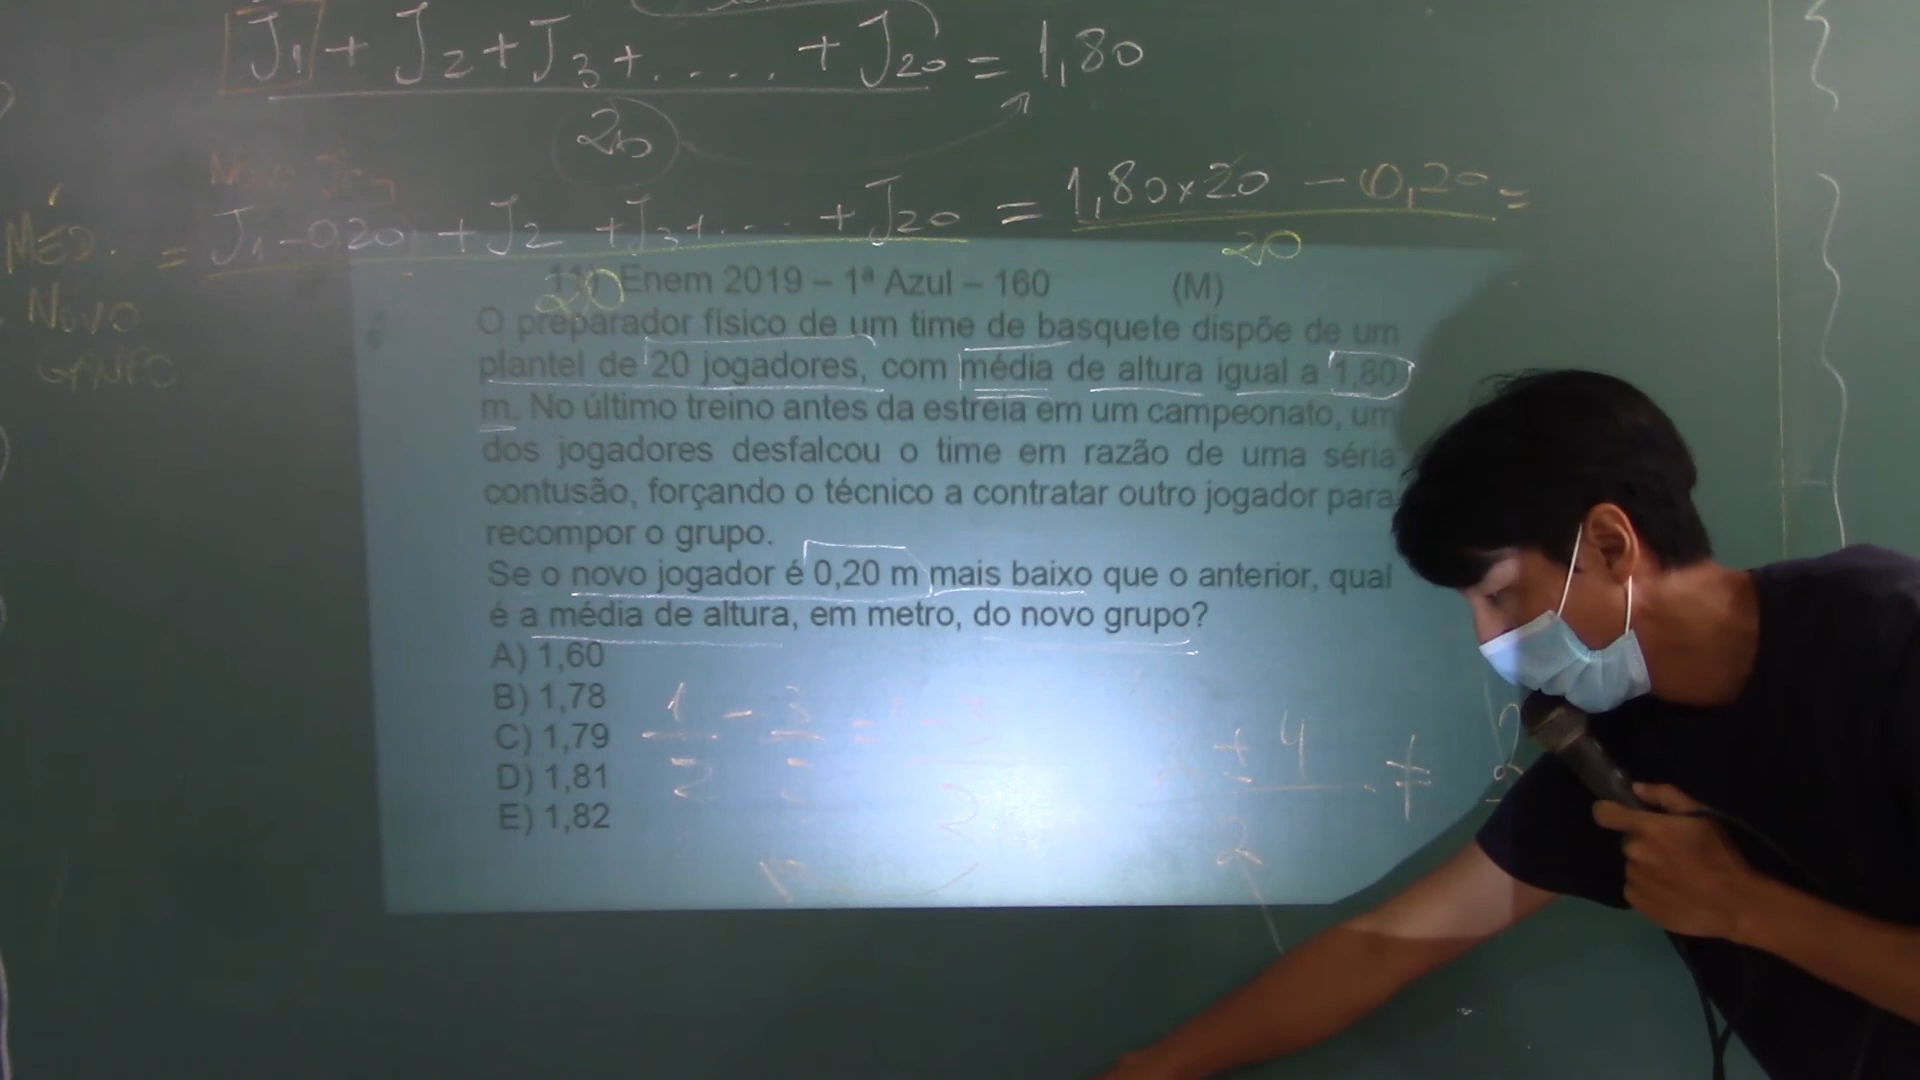 J1 + J2 + J3 + ..... + J20 = 1,80
20
Novo Jog
MÉD. = J1 - 0,20 + J2 + J3 + ... + J20 = 1,80 x 20 - 0,20 =
20
20
NOVO
11) Enem 2019 – 1ª Azul – 160 (M)
O preparador físico de um time de basquete dispõe de um
plantel de 20 jogadores, com média de altura igual a 1,80
m. No último treino antes da estreia em um campeonato, um
dos jogadores desfalcou o time em razão de uma séria
contusão, forçando o técnico a contratar outro jogador para
recompor o grupo.
Se o novo jogador é 0,20 m mais baixo que o anterior, qual
é a média de altura, em metro, do novo grupo?
A) 1,60
B) 1,78
C) 1,79
D) 1,81
E) 1,82